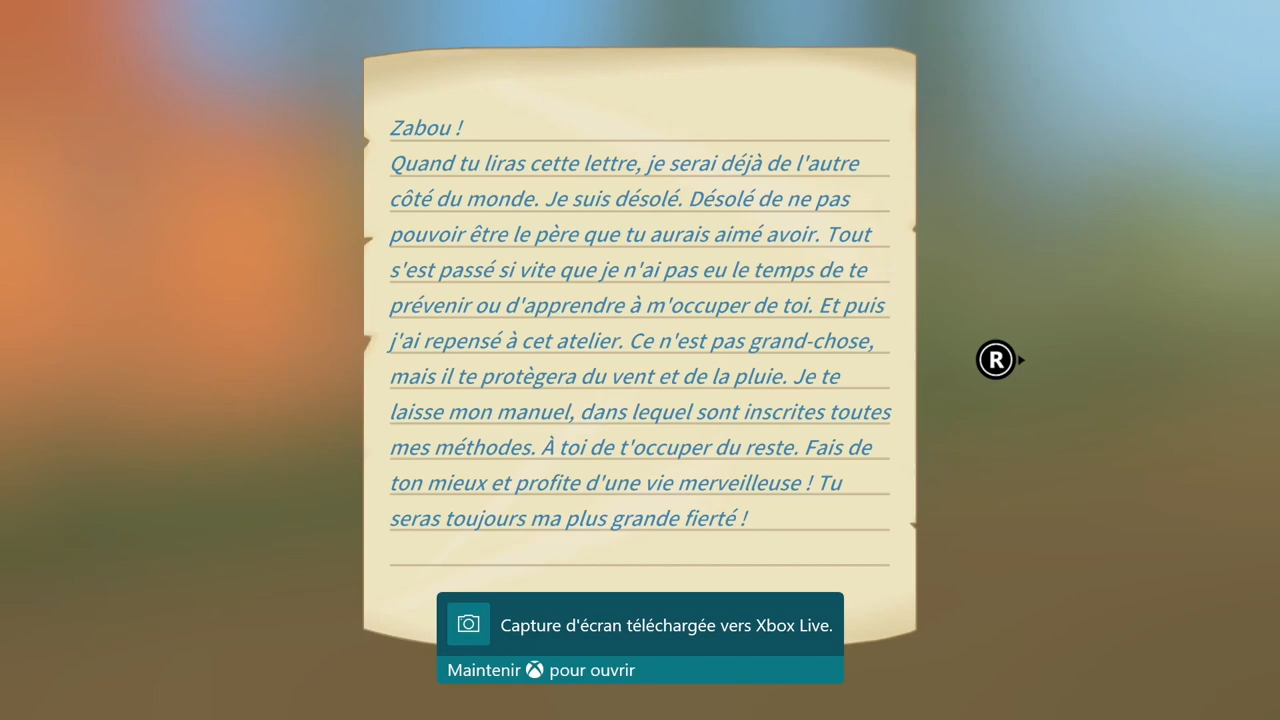 Zabou !
Quand tu liras cette lettre, je serai déjà de l'autre
côté du monde. Je suis désolé. Désolé de ne pas
pouvoir être le père que tu aurais aimé avoir. Tout
s'est passé si vite que je n'ai pas eu le temps de te
prévenir ou d'apprendre à m'occuper de toi. Et puis
j'ai repensé à cet atelier. Ce n'est pas grand-chose,
mais il te protègera du vent et de la pluie. Je te
laisse mon manuel, dans lequel sont inscrites toutes
mes méthodes. À toi de t'occuper du reste. Fais de
ton mieux et profite d'une vie merveilleuse ! Tu
seras toujours ma plus grande fierté !
R
Capture d'écran téléchargée vers Xbox Live.
Maintenir pour ouvrir